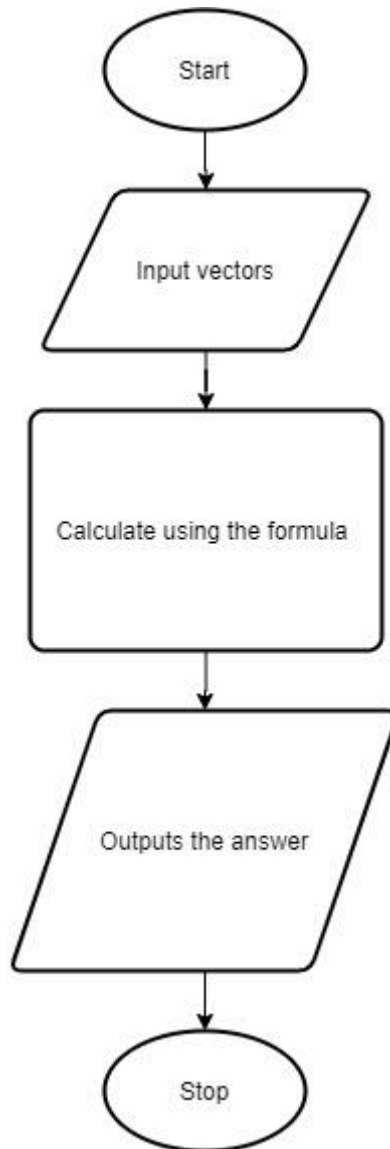 Start
Input vectors
Calculate using the formula
Outputs the answer
Stop